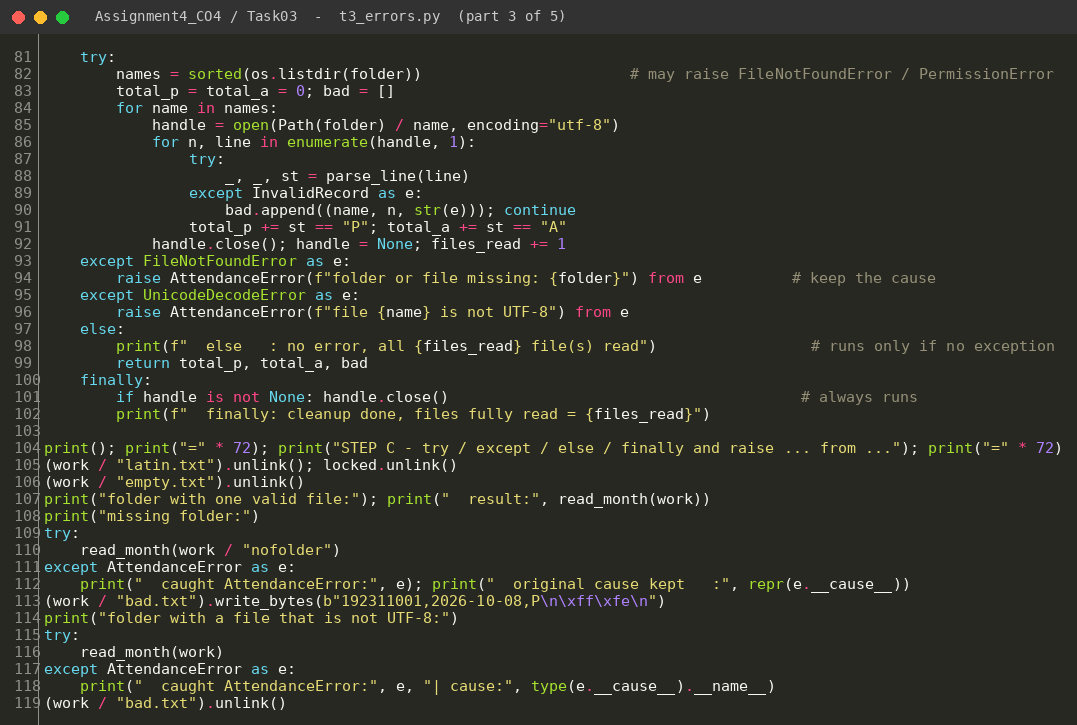 Assignment4_CO4 / Task03  -  t3_errors.py  (part 3 of 5)
81     try:
82         names = sorted(os.listdir(folder))                       # may raise FileNotFoundError / PermissionError
83         total_p = total_a = 0; bad = []
84         for name in names:
85             handle = open(Path(folder) / name, encoding="utf-8")
86             for n, line in enumerate(handle, 1):
87                 try:
88                     _, _, st = parse_line(line)
89                 except InvalidRecord as e:
90                     bad.append((name, n, str(e))); continue
91                 total_p += st == "P"; total_a += st == "A"
92             handle.close(); handle = None; files_read += 1
93     except FileNotFoundError as e:
94         raise AttendanceError(f"folder or file missing: {folder}") from e          # keep the cause
95     except UnicodeDecodeError as e:
96         raise AttendanceError(f"file {name} is not UTF-8") from e
97     else:
98         print(f"  else   : no error, all {files_read} file(s) read")                 # runs only if no exception
99         return total_p, total_a, bad
100     finally:
101         if handle is not None: handle.close()                                       # always runs
102         print(f"  finally: cleanup done, files fully read = {files_read}")
103
104 print(); print("=" * 72); print("STEP C - try / except / else / finally and raise ... from ..."); print("=" * 72)
105 (work / "latin.txt").unlink(); locked.unlink()
106 (work / "empty.txt").unlink()
107 print("folder with one valid file:"); print("  result:", read_month(work))
108 print("missing folder:")
109 try:
110     read_month(work / "nofolder")
111 except AttendanceError as e:
112     print("  caught AttendanceError:", e); print("  original cause kept   :", repr(e.__cause__))
113 (work / "bad.txt").write_bytes(b"192311001,2026-10-08,P\n\xff\xfe\n")
114 print("folder with a file that is not UTF-8:")
115 try:
116     read_month(work)
117 except AttendanceError as e:
118     print("  caught AttendanceError:", e, "| cause:", type(e.__cause__).__name__)
119 (work / "bad.txt").unlink()